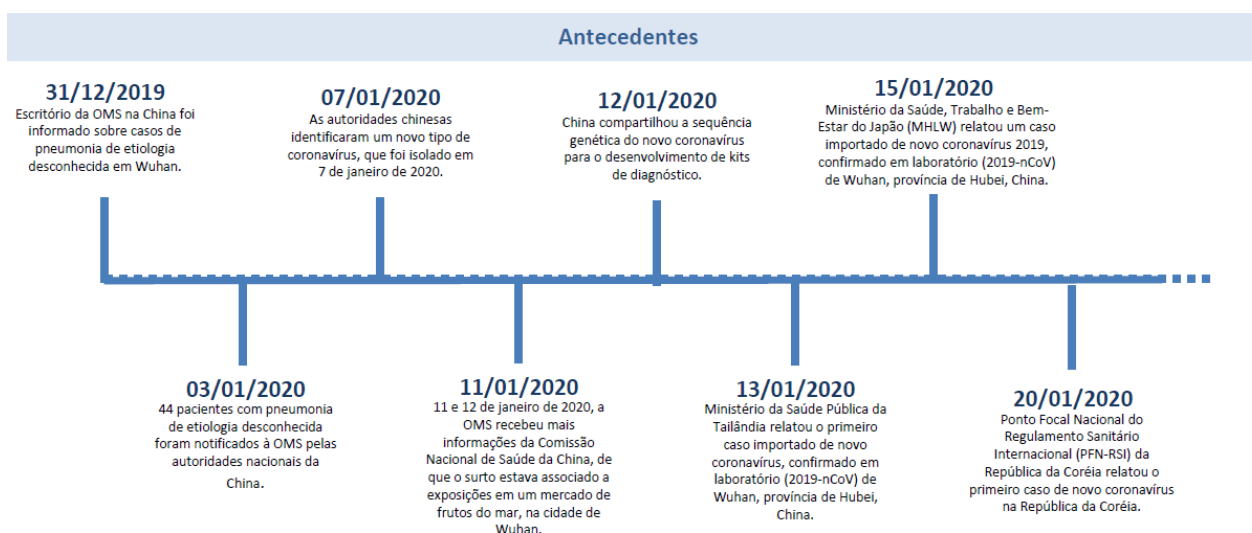 Antecedentes
31/12/2019
Escritório da OMS na China foi
informado sobre casos de
pneumonia de etiologia
desconhecida em Wuhan.
03/01/2020
44 pacientes com pneumonia
de etiologia desconhecida
foram notificados à OMS pelas
autoridades nacionais da
China.
07/01/2020
As autoridades chinesas
identificaram um novo tipo de
coronavírus, que foi isolado em
7 de janeiro de 2020.
11/01/2020
11 e 12 de janeiro de 2020, a
OMS recebeu mais
informações da Comissão
Nacional de Saúde da China, de
que o surto estava associado a
exposições em um mercado de
frutos do mar, na cidade de
Wuhan.
12/01/2020
China compartilhou a sequência
genética do novo coronavírus
para o desenvolvimento de kits
de diagnóstico.
13/01/2020
Ministério da Saúde Pública da
Tailândia relatou o primeiro
caso importado de novo
coronavírus, confirmado em
laboratório (2019-nCoV) de
Wuhan, província de Hubei,
China.
15/01/2020
Ministério da Saúde, Trabalho e Bem-
Estar do Japão (MHLW) relatou um caso
importado de novo coronavírus 2019,
confirmado em laboratório (2019-nCoV)
de Wuhan, província de Hubei, China.
20/01/2020
Ponto Focal Nacional do
Regulamento Sanitário
Internacional (PFN-RSI) da
República da Coréia relatou o
primeiro caso de novo coronavírus
na República da Coréia.